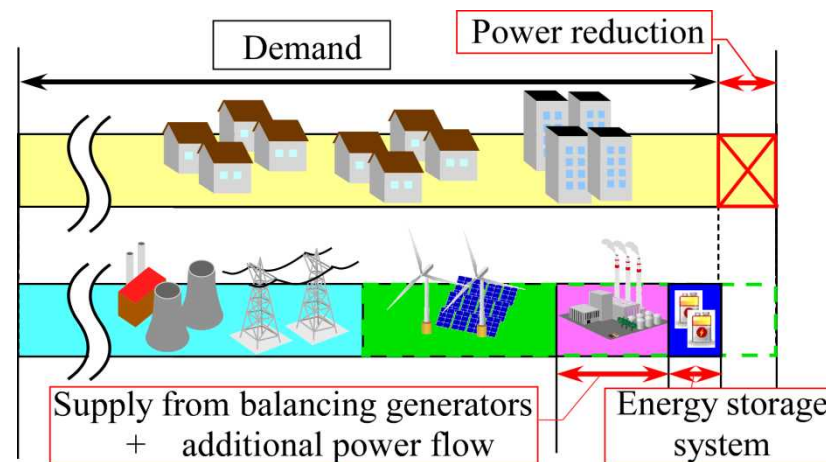 Demand
Power reduction
Supply from balancing generators
+ additional power flow
Energy storage
system